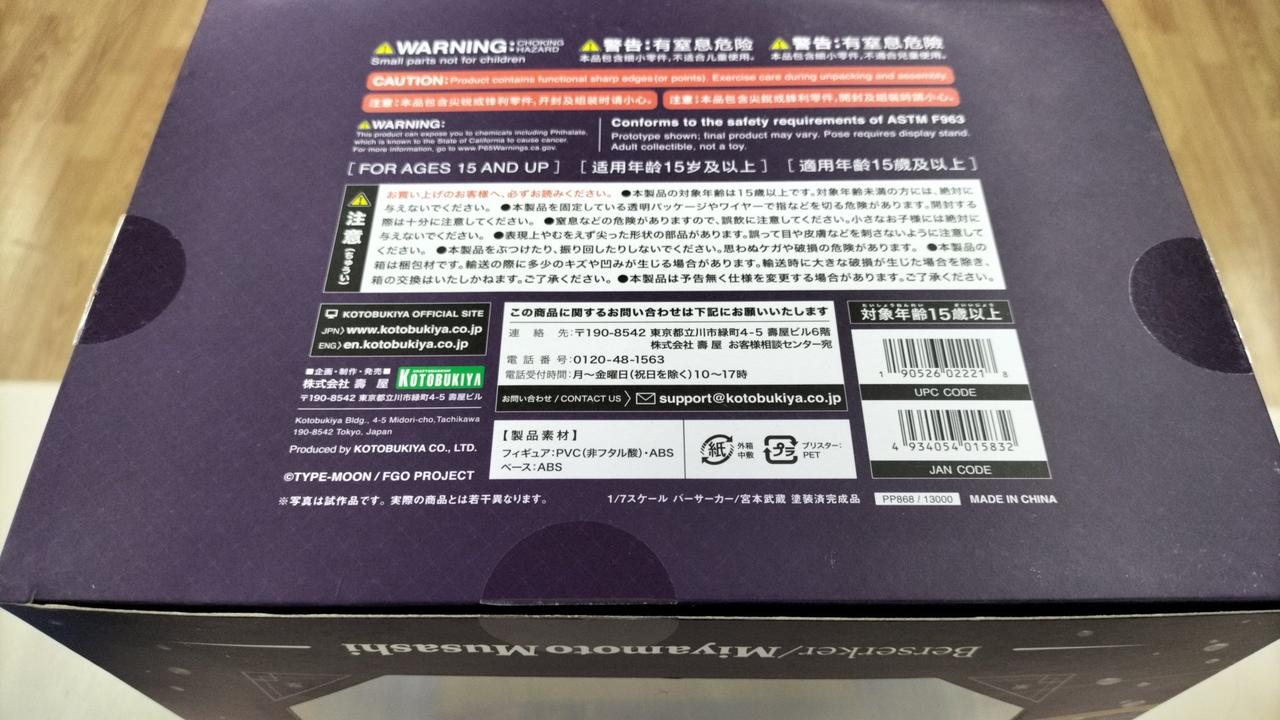 ⚠WARNING: CHOKING HAZARD
Small parts not for children
⚠警告:有窒息危险
本品包含细小零件,不适合儿童使用。
⚠警告:有窒息危險
本品包含細小零件,不適合兒童使用。
CAUTION: Product contains functional sharp edges (or points). Exercise care during unpacking and assembly.
注意:本品包含尖锐或锋利零件,开封及组装时请小心。
注意:本品包含尖銳或鋒利零件,開封及組裝時請小心。
⚠WARNING:
This product can expose you to chemicals including Phthalate,
which is known to the State of California to cause cancer.
For more information, go to www.P65Warnings.ca.gov.
Conforms to the safety requirements of ASTM F963
Prototype shown; final product may vary. Pose requires display stand.
Adult collectible, not a toy.
[ FOR AGES 15 AND UP ] [ 适用年龄15岁及以上 ] [ 適用年齡15歲及以上 ]
注意(ちゅうい)
お買い上げのお客様へ、必ずお読みください。 ●本製品の対象年齢は15歳以上です。対象年齢未満の方には、絶対に
与えないでください。 ●本製品を固定している透明パッケージやワイヤーで指などを切る危険があります。開封する
際は十分に注意してください。 ●窒息などの危険がありますので、誤飲に注意してください。小さなお子様には絶対に
与えないでください。 ●表現上やむをえず尖った形状の部品があります。誤って目や皮膚などを刺さないように注意して
ください。 ●本製品をぶつけたり、振り回したりしないでください。思わぬケガや破損の危険があります。 ●本製品の
箱は梱包材です。輸送の際に多少のキズや凹みが生じる場合があります。輸送時に大きな破損が生じた場合を除き、
箱の交換はいたしかねます。ご了承ください。 ●本製品は予告無く仕様を変更する場合があります。ご了承ください。
KOTOBUKIYA OFFICIAL SITE
JPN〉www.kotobukiya.co.jp
ENG〉en.kotobukiya.co.jp
■企画・制作・発売■
株式会社 壽 屋
CRAFTSMANSHIP
KOTOBUKIYA
〒190-8542 東京都立川市緑町4-5 壽屋ビル
Kotobukiya Bldg., 4-5 Midori-cho, Tachikawa
190-8542 Tokyo, Japan
Produced by KOTOBUKIYA CO., LTD.
©TYPE-MOON / FGO PROJECT
この商品に関するお問い合わせは下記にお願いいたします
連 絡 先:〒190-8542 東京都立川市緑町4-5 壽屋ビル6階
株式会社 壽 屋 お客様相談センター宛
電 話 番 号:0120-48-1563
電話受付時間:月〜金曜日(祝日を除く)10〜17時
お問い合わせ / CONTACT US 〉 support@kotobukiya.co.jp
【製品素材】
フィギュア:PVC(非フタル酸)・ABS
ベース:ABS
紙
外箱
中敷
プラ
ブリスター:
PET
たいしょうねんれい さいいじょう
対象年齢15歳以上
1 90526 02221 8
UPC CODE
4 934054 015832
JAN CODE
※写真は試作品です。実際の商品とは若干異なります。
1/7スケール バーサーカー/宮本武蔵 塗装済完成品
PP868 / 13000
MADE IN CHINA
Berserker/Miyamoto Musashi